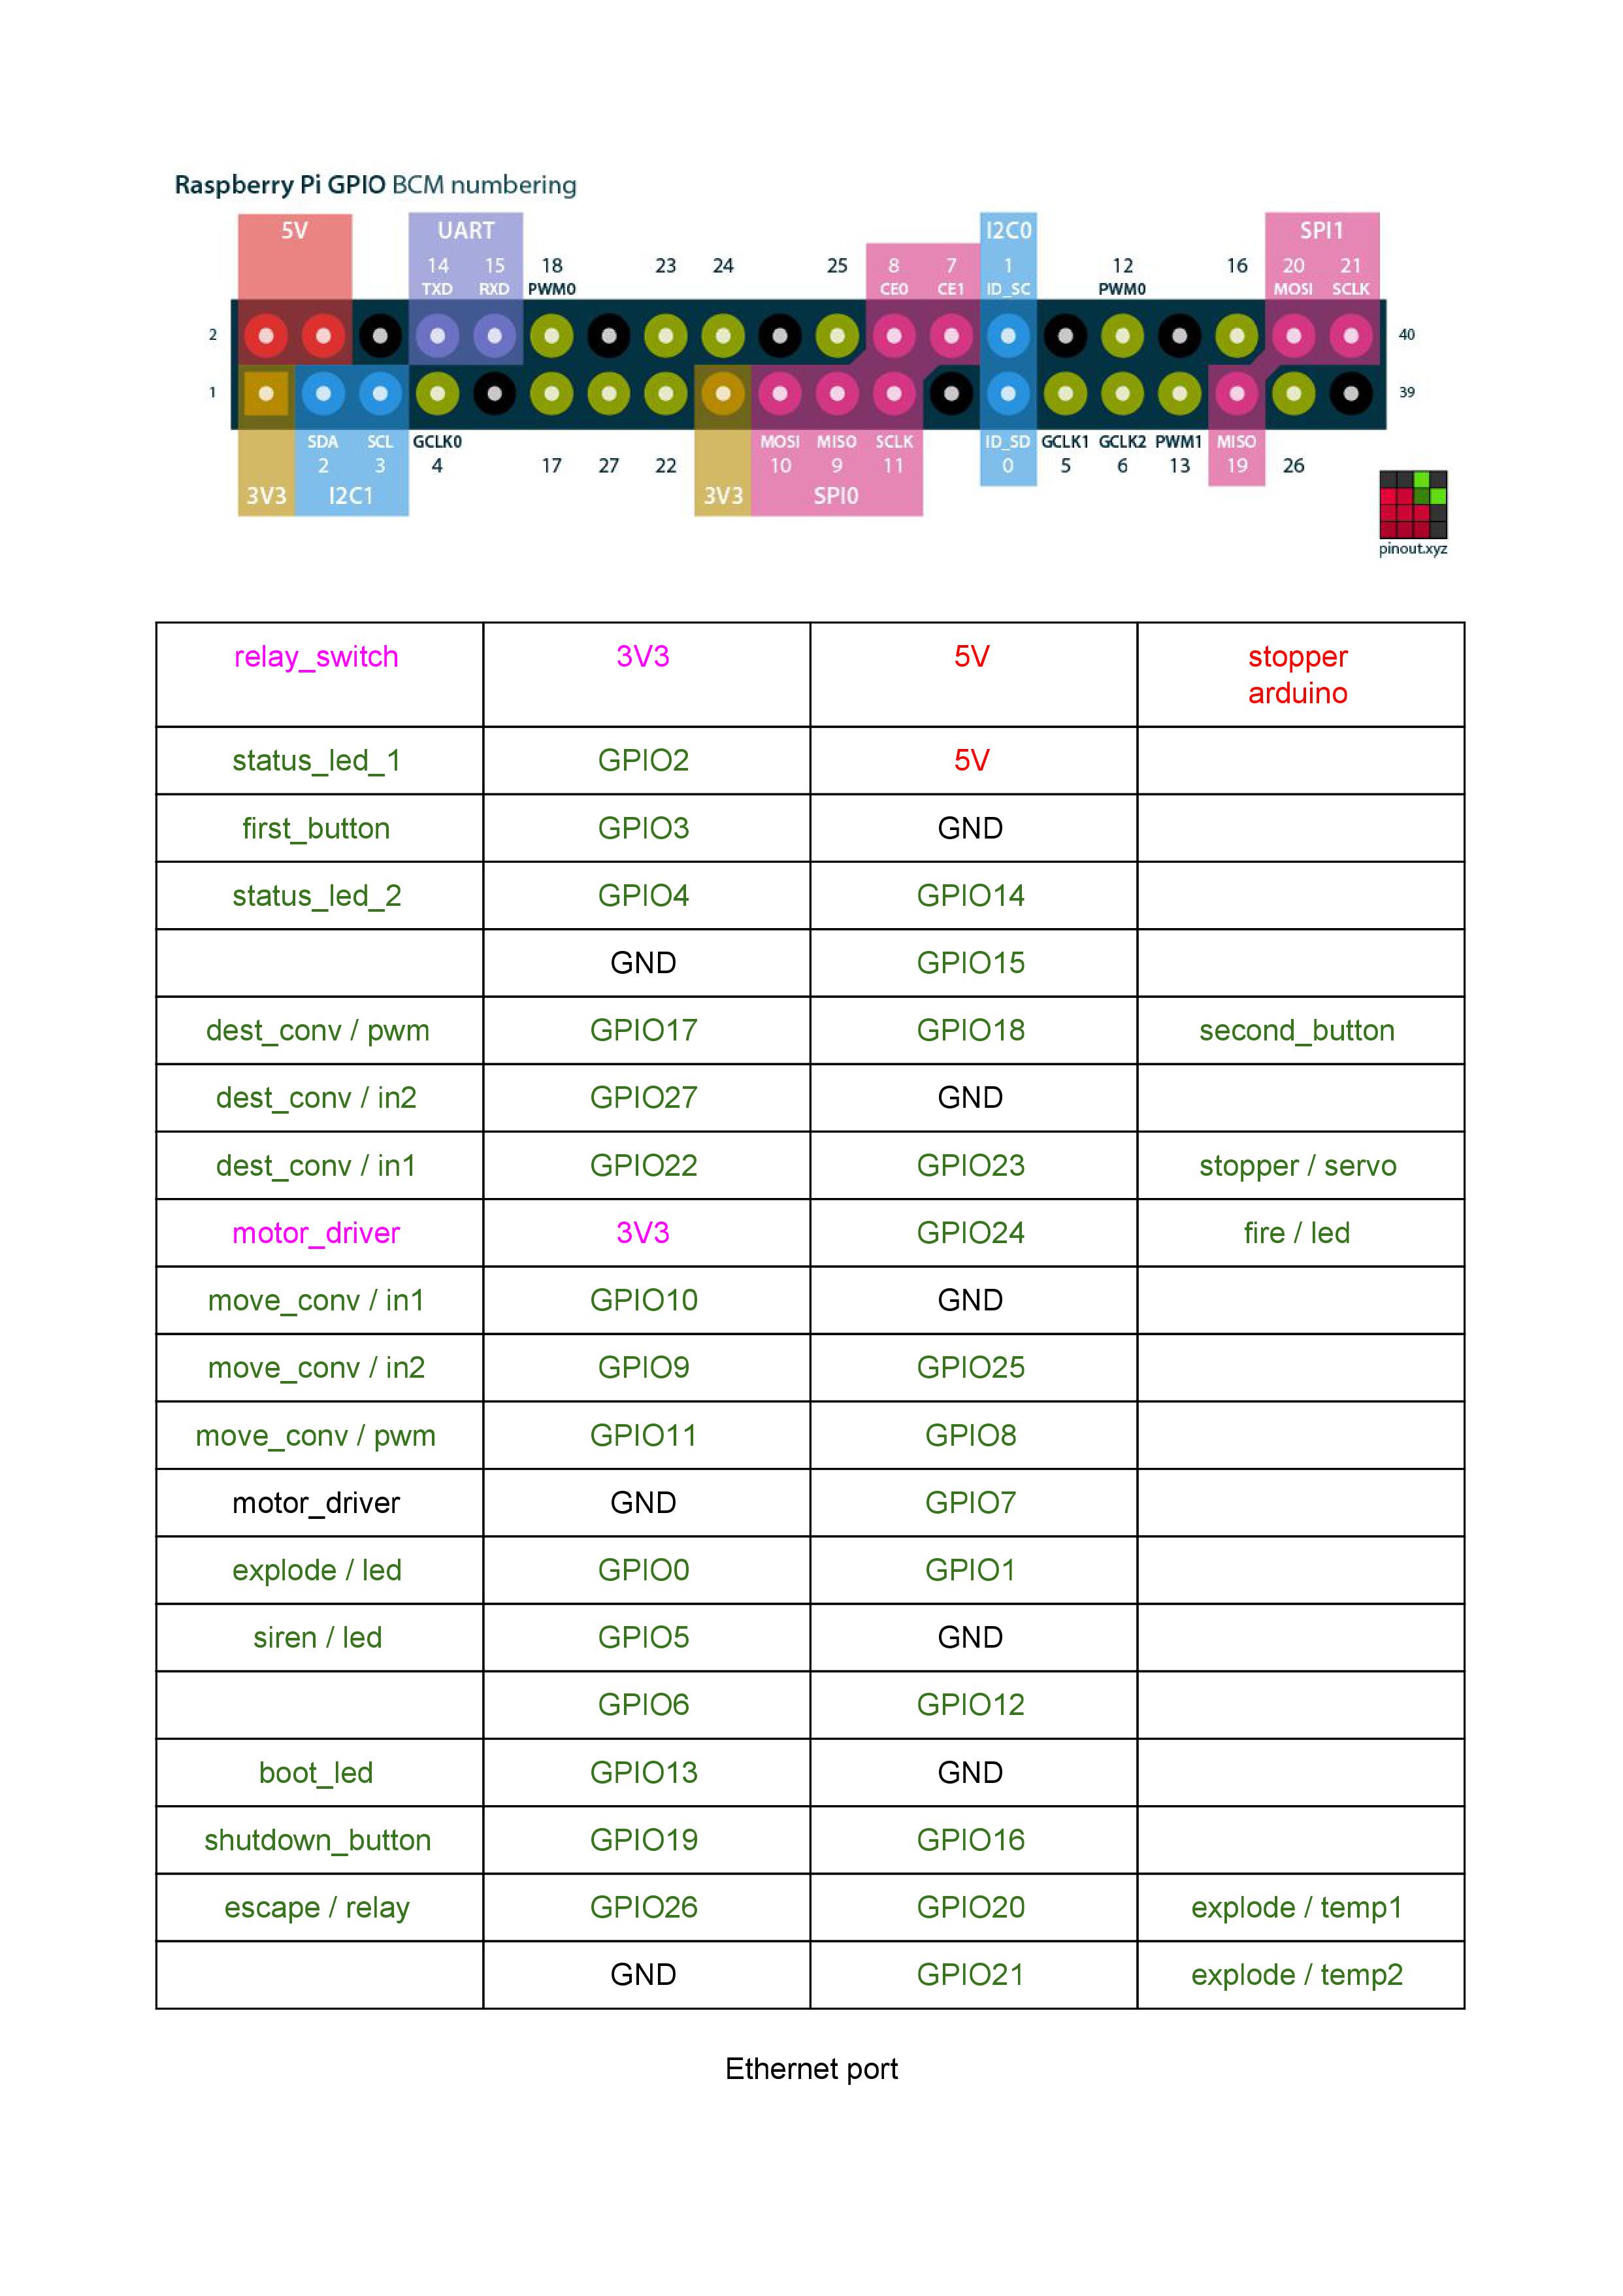 Raspberry Pi GPIO BCM numbering
5V UART I2C0 SPI1
14 15 18 23 24 25 8 7 1 12 16 20 21
TXD RXD PWM0 CE0 CE1 ID_SC PWM0 MOSI SCLK
2 40
1 39
SDA SCL GCLK0 MOSI MISO SCLK ID_SD GCLK1 GCLK2 PWM1 MISO
2 3 4 17 27 22 10 9 11 0 5 6 13 19 26
3V3 I2C1 3V3 SPI0
pinout.xyz
relay_switch 3V3 5V stopper
arduino
status_led_1 GPIO2 5V
first_button GPIO3 GND
status_led_2 GPIO4 GPIO14
GND GPIO15
dest_conv / pwm GPIO17 GPIO18 second_button
dest_conv / in2 GPIO27 GND
dest_conv / in1 GPIO22 GPIO23 stopper / servo
motor_driver 3V3 GPIO24 fire / led
move_conv / in1 GPIO10 GND
move_conv / in2 GPIO9 GPIO25
move_conv / pwm GPIO11 GPIO8
motor_driver GND GPIO7
explode / led GPIO0 GPIO1
siren / led GPIO5 GND
GPIO6 GPIO12
boot_led GPIO13 GND
shutdown_button GPIO19 GPIO16
escape / relay GPIO26 GPIO20 explode / temp1
GND GPIO21 explode / temp2
Ethernet port